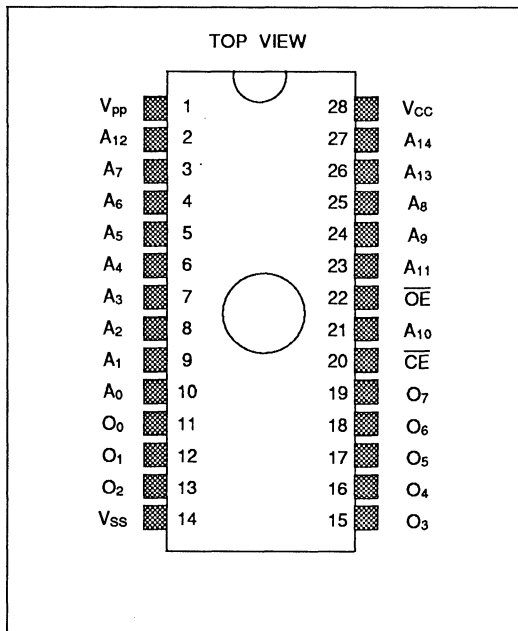 TOP VIEW
Vpp 1 28 VCC
A12 2 27 A14
A7 3 26 A13
A6 4 25 A8
A5 5 24 A9
A4 6 23 A11
A3 7 22 O̅E̅
A2 8 21 A10
A1 9 20 C̅E̅
A0 10 19 O7
O0 11 18 O6
O1 12 17 O5
O2 13 16 O4
VSS 14 15 O3